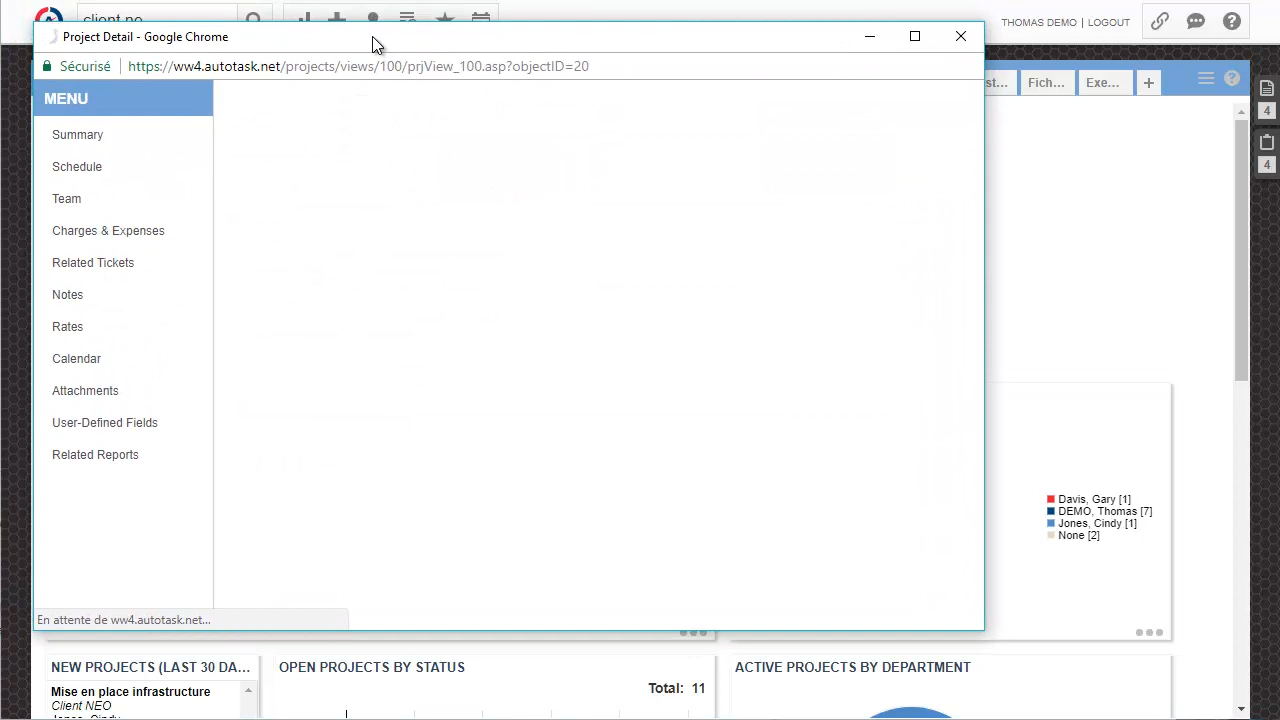 client no
THOMAS DEMO | LOGOUT
Project Detail - Google Chrome
Sécurisé | https://ww4.autotask.net/projects/views/100/prjView_100.asp?objectID=20
MENU
Summary
Schedule
Team
Charges & Expenses
Related Tickets
Notes
Rates
Calendar
Attachments
User-Defined Fields
Related Reports
En attente de ww4.autotask.net...
st...
Fich...
Exe...
4
4
Davis, Gary [1]
DEMO, Thomas [7]
Jones, Cindy [1]
None [2]
NEW PROJECTS (LAST 30 DA...
OPEN PROJECTS BY STATUS
ACTIVE PROJECTS BY DEPARTMENT
Mise en place infrastructure
Client NEO
Jones, Cindy
Total: 11